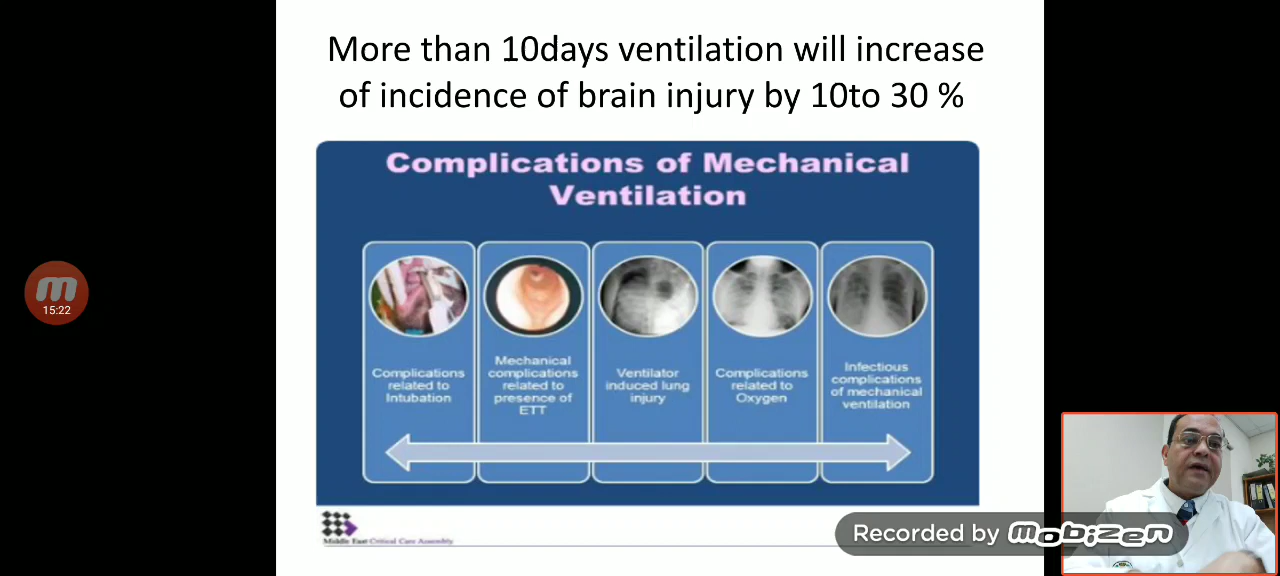 More than 10days ventilation will increase
of incidence of brain injury by 10to 30 %
Complications of Mechanical
Ventilation
Complications
related to
Intubation
Mechanical
complications
related to
presence of
ETT
Ventilator
induced lung
injury
Complications
related to
Oxygen
Infectious
complications
of mechanical
ventilation
15:22
Middle East Critical Care Assembly
Recorded by mobizen